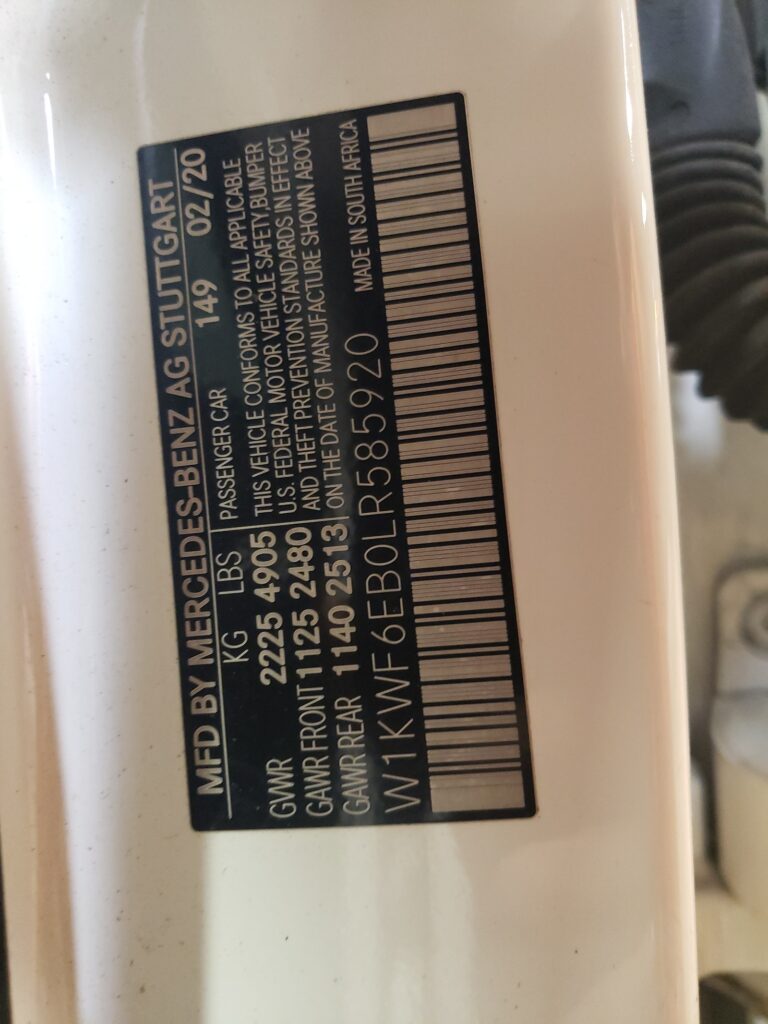 MFD BY MERCEDES-BENZ AG STUTTGART
KG LBS PASSENGER CAR 149 02/20
GVWR 2225 4905 THIS VEHICLE CONFORMS TO ALL APPLICABLE
GAWR FRONT 1125 2480 U.S. FEDERAL MOTOR VEHICLE SAFETY,BUMPER
GAWR REAR 1140 2513 AND THEFT PREVENTION STANDARDS IN EFFECT
ON THE DATE OF MANUFACTURE SHOWN ABOVE
W1KWF6EB0LR585920 MADE IN SOUTH AFRICA